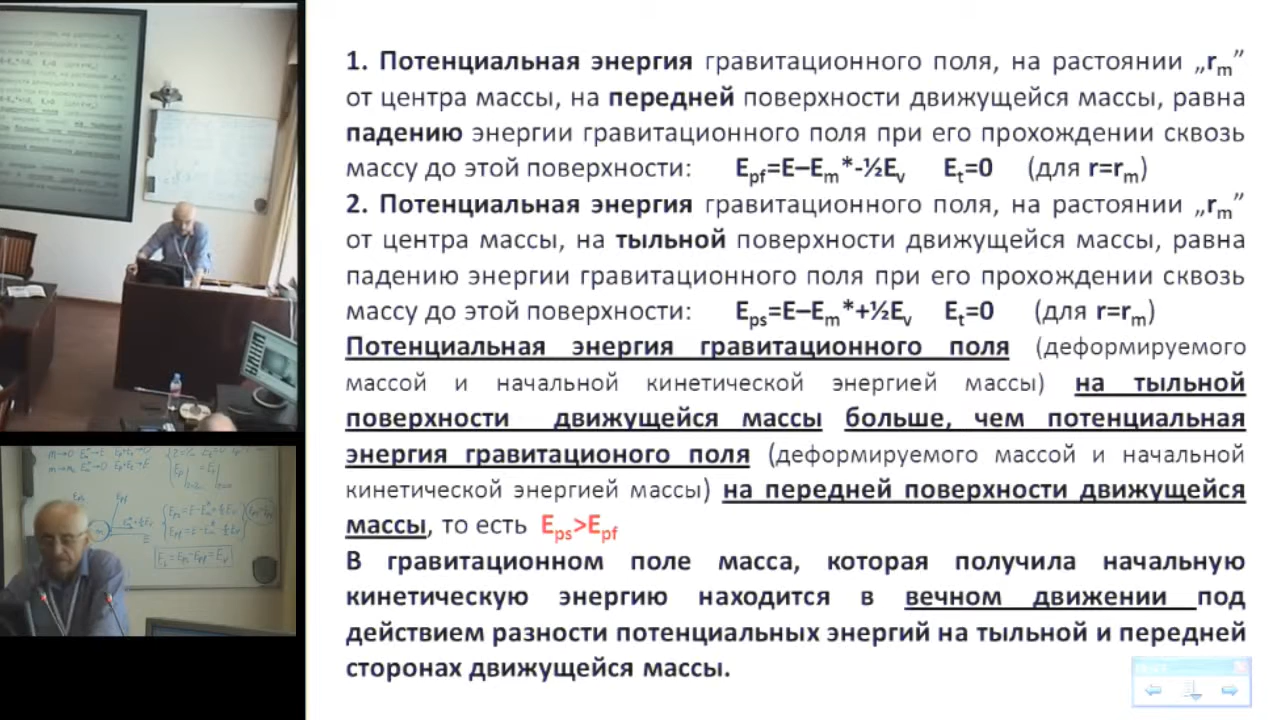 1. Потенциальная энергия гравитационного поля, на растоянии „rm”
от центра массы, на передней поверхности движущейся массы, равна
падению энергии гравитационного поля при его прохождении сквозь
массу до этой поверхности: Epf=E–Em*-½Ev Et=0 (для r=rm)
2. Потенциальная энергия гравитационного поля, на растоянии „rm”
от центра массы, на тыльной поверхности движущейся массы, равна
падению энергии гравитационного поля при его прохождении сквозь
массу до этой поверхности: Eps=E–Em*+½Ev Et=0 (для r=rm)
Потенциальная энергия гравитационного поля (деформируемого
массой и начальной кинетической энергией массы) на тыльной
поверхности движущейся массы больше, чем потенциальная
энергия гравитационого поля (деформируемого массой и начальной
кинетической энергией массы) на передней поверхности движущейся
массы, то есть Eps>Epf
В гравитационном поле масса, которая получила начальную
кинетическую энергию находится в вечном движении под
действием разности потенциальных энергий на тыльной и передней
сторонах движущейся массы.